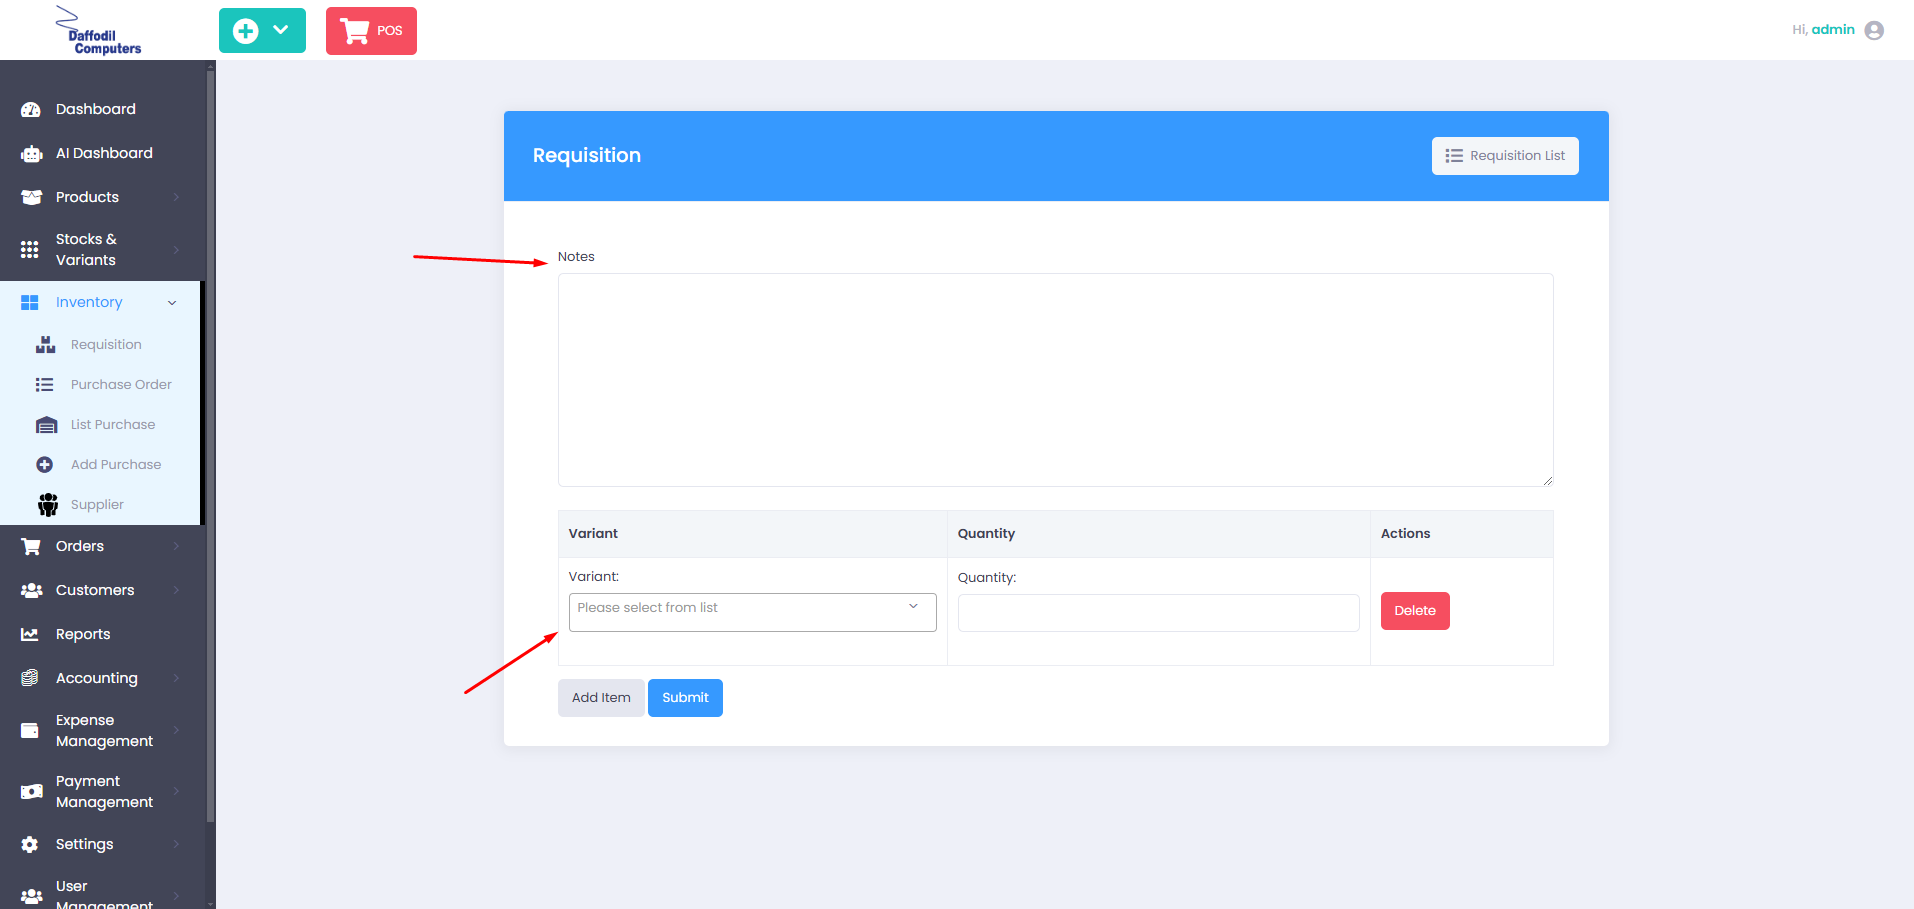 Daffodil
Computers
POS
Hi, admin
Dashboard
AI Dashboard
Products
Stocks &
Variants
Inventory
Requisition
Purchase Order
List Purchase
Add Purchase
Supplier
Orders
Customers
Reports
Accounting
Expense
Management
Payment
Management
Settings
User
Management
Requisition
Requisition List
Notes
Variant
Quantity
Actions
Variant:
Quantity:
Please select from list
Delete
Add Item
Submit